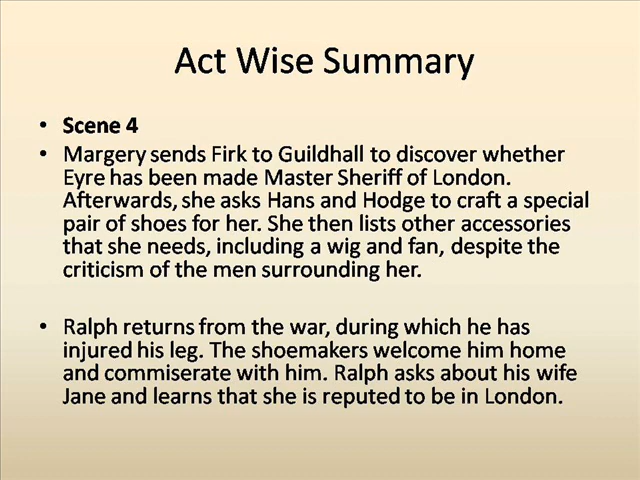 Act Wise Summary
• Scene 4
• Margery sends Firk to Guildhall to discover whether
Eyre has been made Master Sheriff of London.
Afterwards, she asks Hans and Hodge to craft a special
pair of shoes for her. She then lists other accessories
that she needs, including a wig and fan, despite the
criticism of the men surrounding her.
• Ralph returns from the war, during which he has
injured his leg. The shoemakers welcome him home
and commiserate with him. Ralph asks about his wife
Jane and learns that she is reputed to be in London.